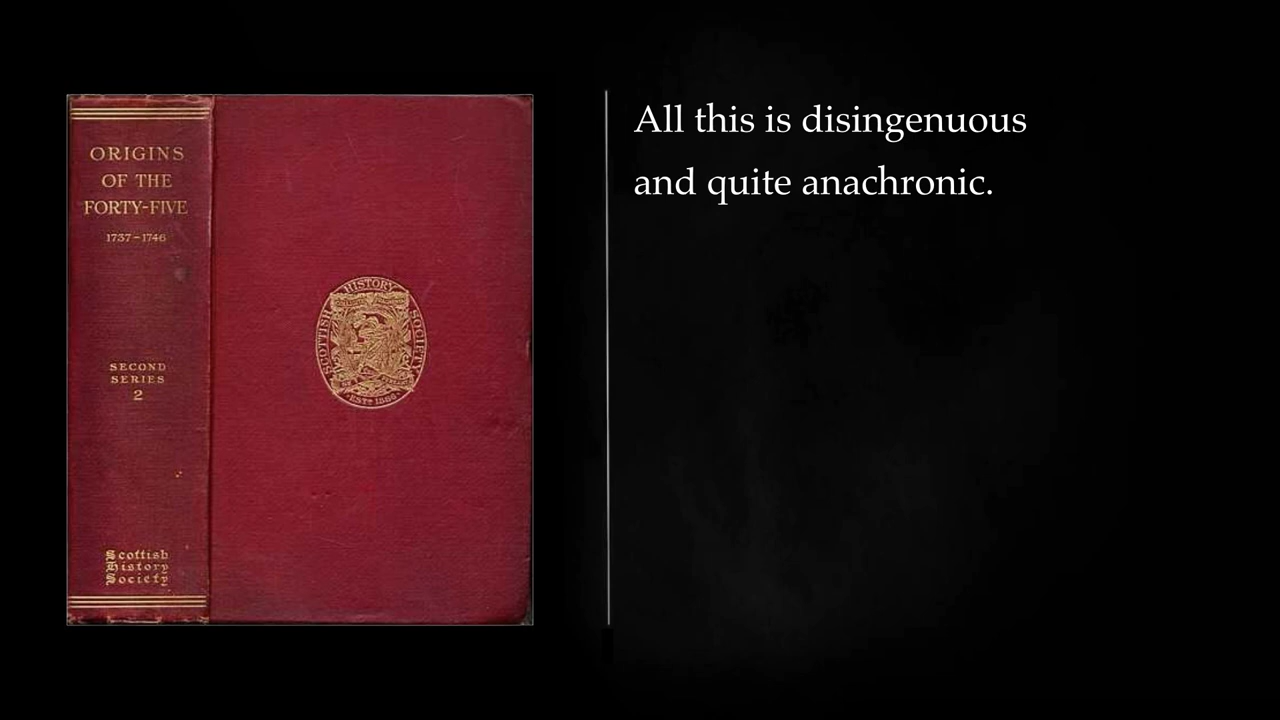 ORIGINS
OF THE
FORTY-FIVE
1737-1746
SECOND
SERIES
2
Scottish
History
Society
SCOTTISH HISTORY SOCIETY
ESTD 1886
All this is disingenuous
and quite anachronic.